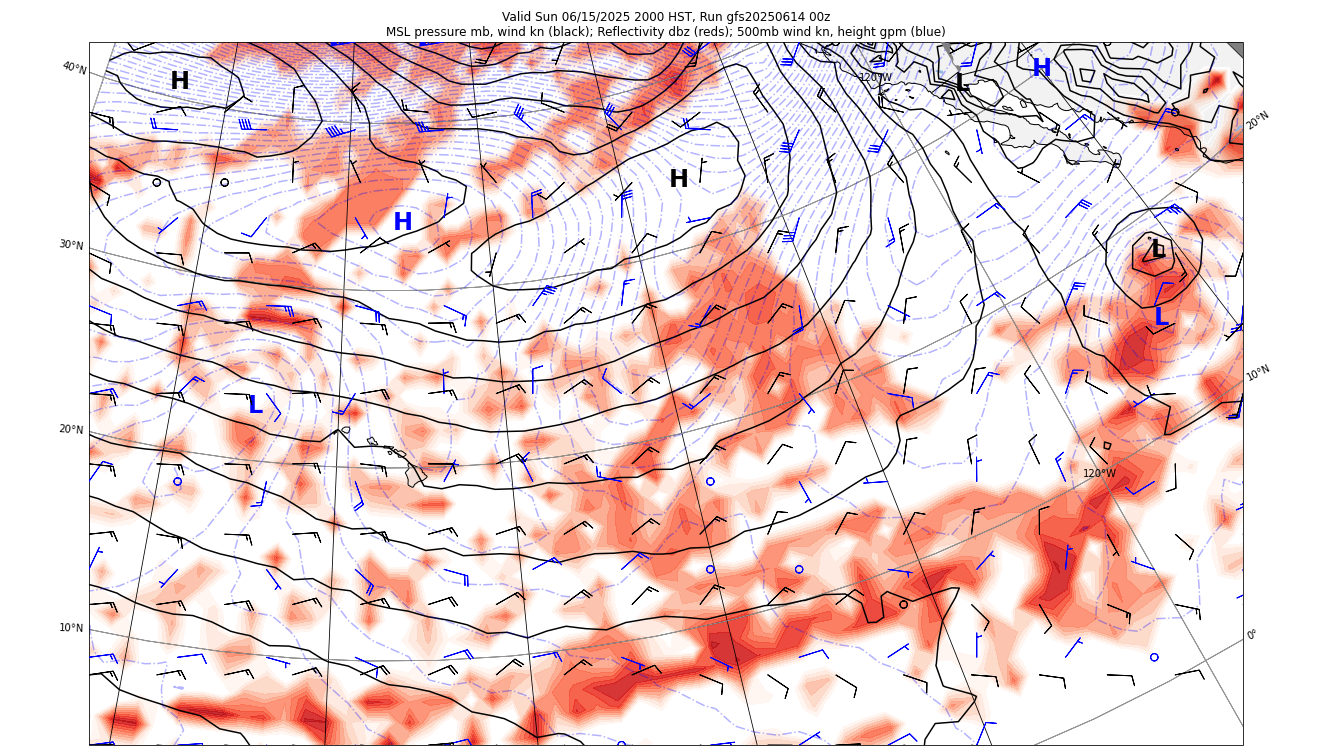 Valid Sun 06/15/2025 2000 HST, Run gfs20250614 00z
MSL pressure mb, wind kn (black); Reflectivity dbz (reds); 500mb wind kn, height gpm (blue)
40°N
120°W
H
L
H
20°N
H
H
30°N
L
L
10°N
L
20°N
120°W
10°N
0°